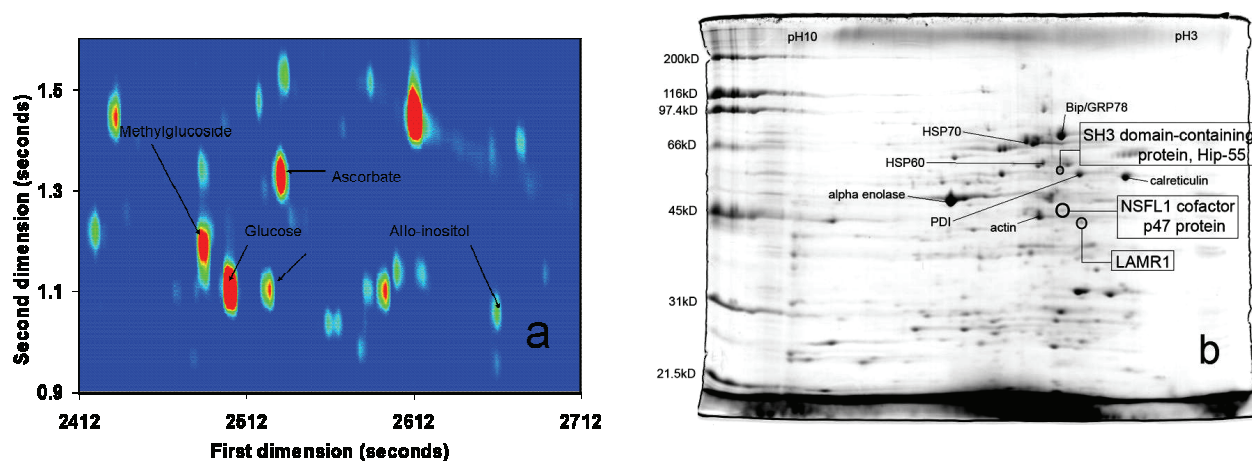 Second dimension (seconds)
1.5
1.3
1.1
0.9
Methylglucoside
Ascorbate
Glucose
Allo-inositol
a
2412
2512
2612
2712
First dimension (seconds)
pH10
pH3
200kD
116kD
97.4kD
66kD
45kD
31kD
21.5kD
Bip/GRP78
HSP70
SH3 domain-containing
protein, Hip-55
HSP60
alpha enolase
calreticulin
PDI
actin
NSFL1 cofactor
p47 protein
LAMR1
b